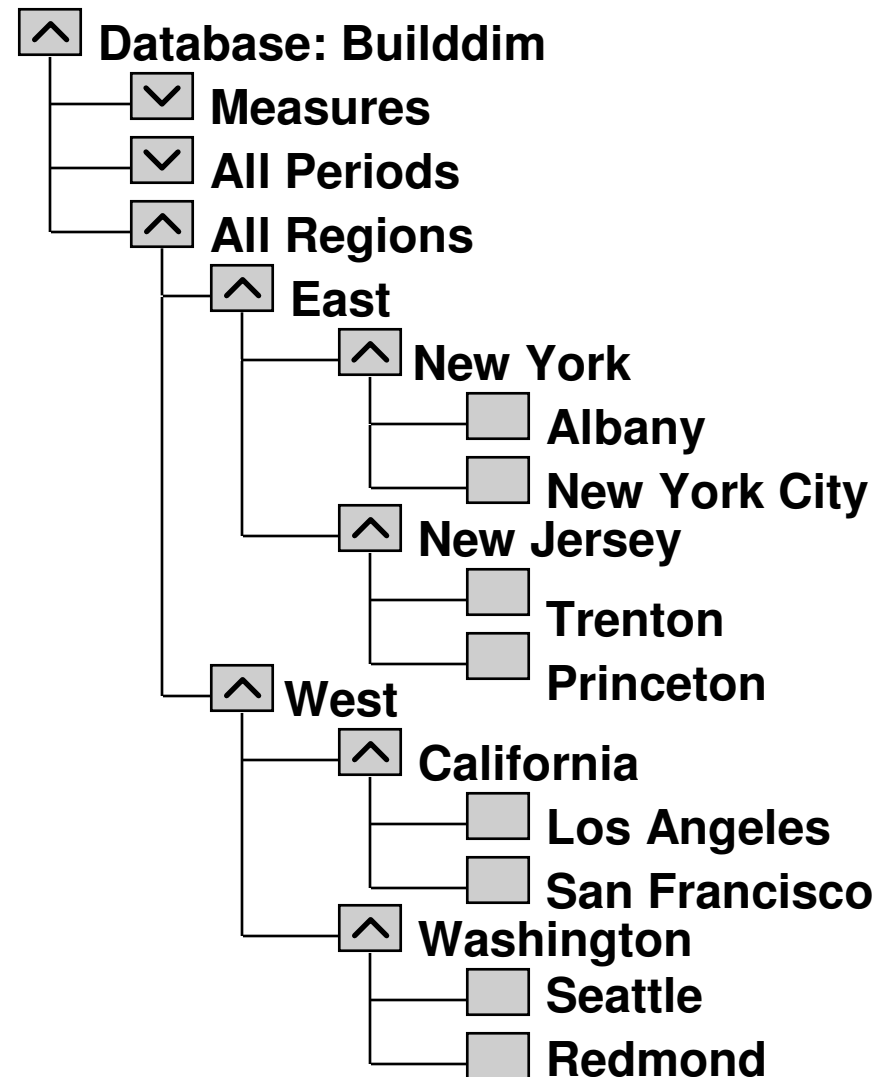 Database: Builddim
Measures
All Periods
All Regions
East
New York
Albany
New York City
New Jersey
Trenton
Princeton
West
California
Los Angeles
San Francisco
Washington
Seattle
Redmond